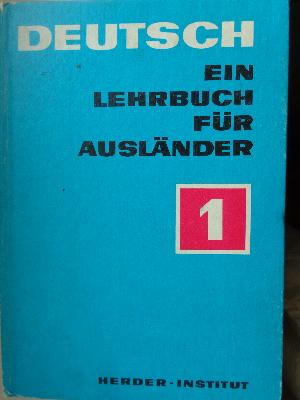 DEUTSCH
EIN
LEHRBUCH
FÜR
AUSLÄNDER
1
HERDER-INSTITUT